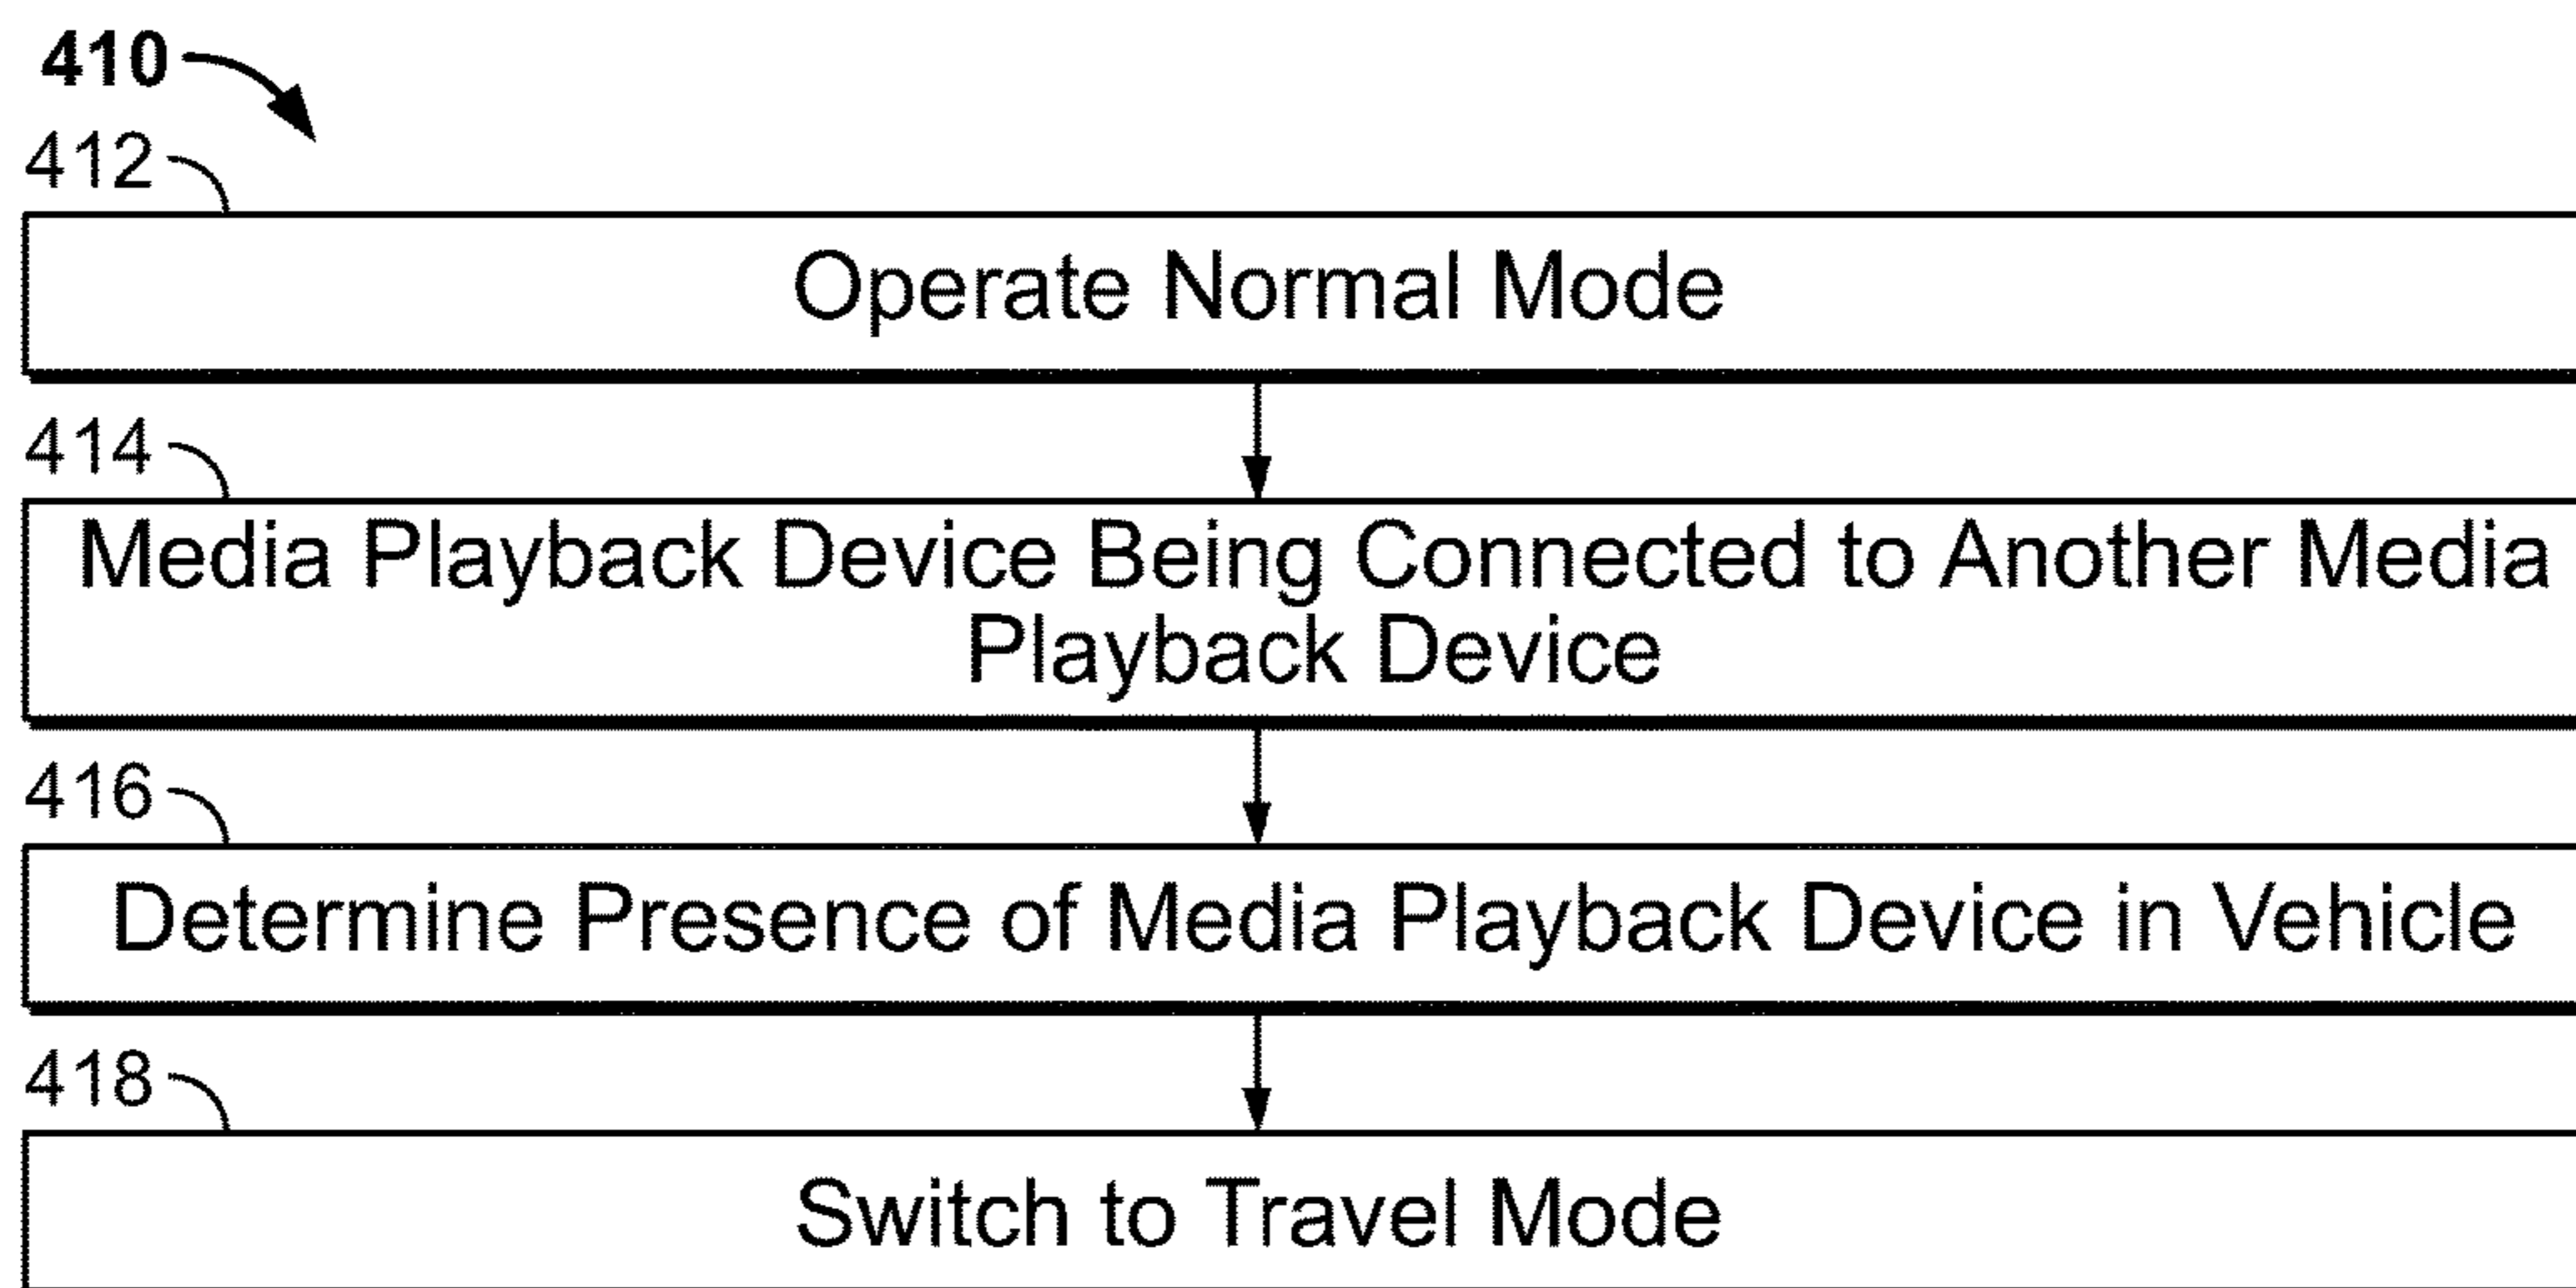 410
412
Operate Normal Mode
414
Media Playback Device Being Connected to Another Media
Playback Device
416
Determine Presence of Media Playback Device in Vehicle
418
Switch to Travel Mode